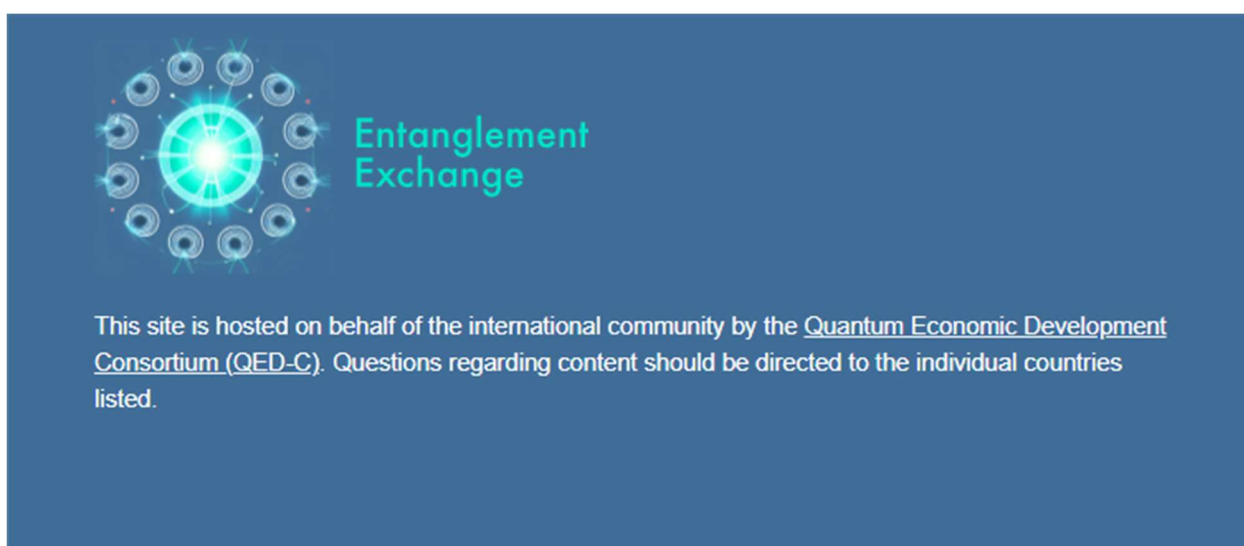 Entanglement
Exchange
This site is hosted on behalf of the international community by the Quantum Economic Development
Consortium (QED-C). Questions regarding content should be directed to the individual countries
listed.